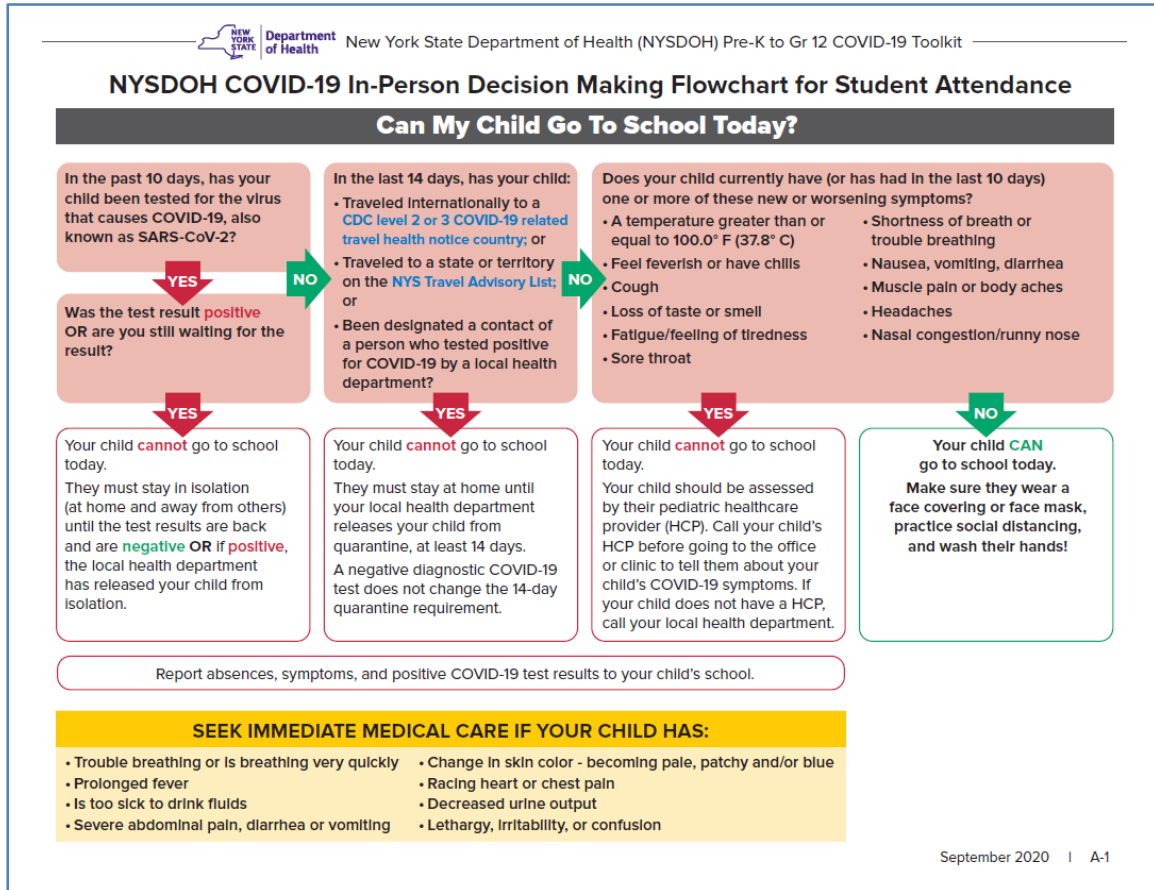 NEW
YORK
STATE
Department
of Health
New York State Department of Health (NYSDOH) Pre-K to Gr 12 COVID-19 Toolkit
NYSDOH COVID-19 In-Person Decision Making Flowchart for Student Attendance
Can My Child Go To School Today?
In the past 10 days, has your
child been tested for the virus
that causes COVID-19, also
known as SARS-CoV-2?
YES
NO
Was the test result positive
OR are you still waiting for the
result?
YES
In the last 14 days, has your child:
• Traveled internationally to a
CDC level 2 or 3 COVID-19 related
travel health notice country; or
• Traveled to a state or territory
on the NYS Travel Advisory List;
or
• Been designated a contact of
a person who tested positive
for COVID-19 by a local health
department?
NO
YES
Does your child currently have (or has had in the last 10 days)
one or more of these new or worsening symptoms?
• A temperature greater than or
equal to 100.0° F (37.8° C)
• Feel feverish or have chills
• Cough
• Loss of taste or smell
• Fatigue/feeling of tiredness
• Sore throat
• Shortness of breath or
trouble breathing
• Nausea, vomiting, diarrhea
• Muscle pain or body aches
• Headaches
• Nasal congestion/runny nose
YES
NO
Your child cannot go to school
today.
They must stay in isolation
(at home and away from others)
until the test results are back
and are negative OR if positive,
the local health department
has released your child from
isolation.
Your child cannot go to school
today.
They must stay at home until
your local health department
releases your child from
quarantine, at least 14 days.
A negative diagnostic COVID-19
test does not change the 14-day
quarantine requirement.
Your child cannot go to school
today.
Your child should be assessed
by their pediatric healthcare
provider (HCP). Call your child's
HCP before going to the office
or clinic to tell them about your
child's COVID-19 symptoms. If
your child does not have a HCP,
call your local health department.
Your child CAN
go to school today.
Make sure they wear a
face covering or face mask,
practice social distancing,
and wash their hands!
Report absences, symptoms, and positive COVID-19 test results to your child's school.
SEEK IMMEDIATE MEDICAL CARE IF YOUR CHILD HAS:
• Trouble breathing or is breathing very quickly
• Prolonged fever
• Is too sick to drink fluids
• Severe abdominal pain, diarrhea or vomiting
• Change in skin color - becoming pale, patchy and/or blue
• Racing heart or chest pain
• Decreased urine output
• Lethargy, irritability, or confusion
September 2020 | A-1